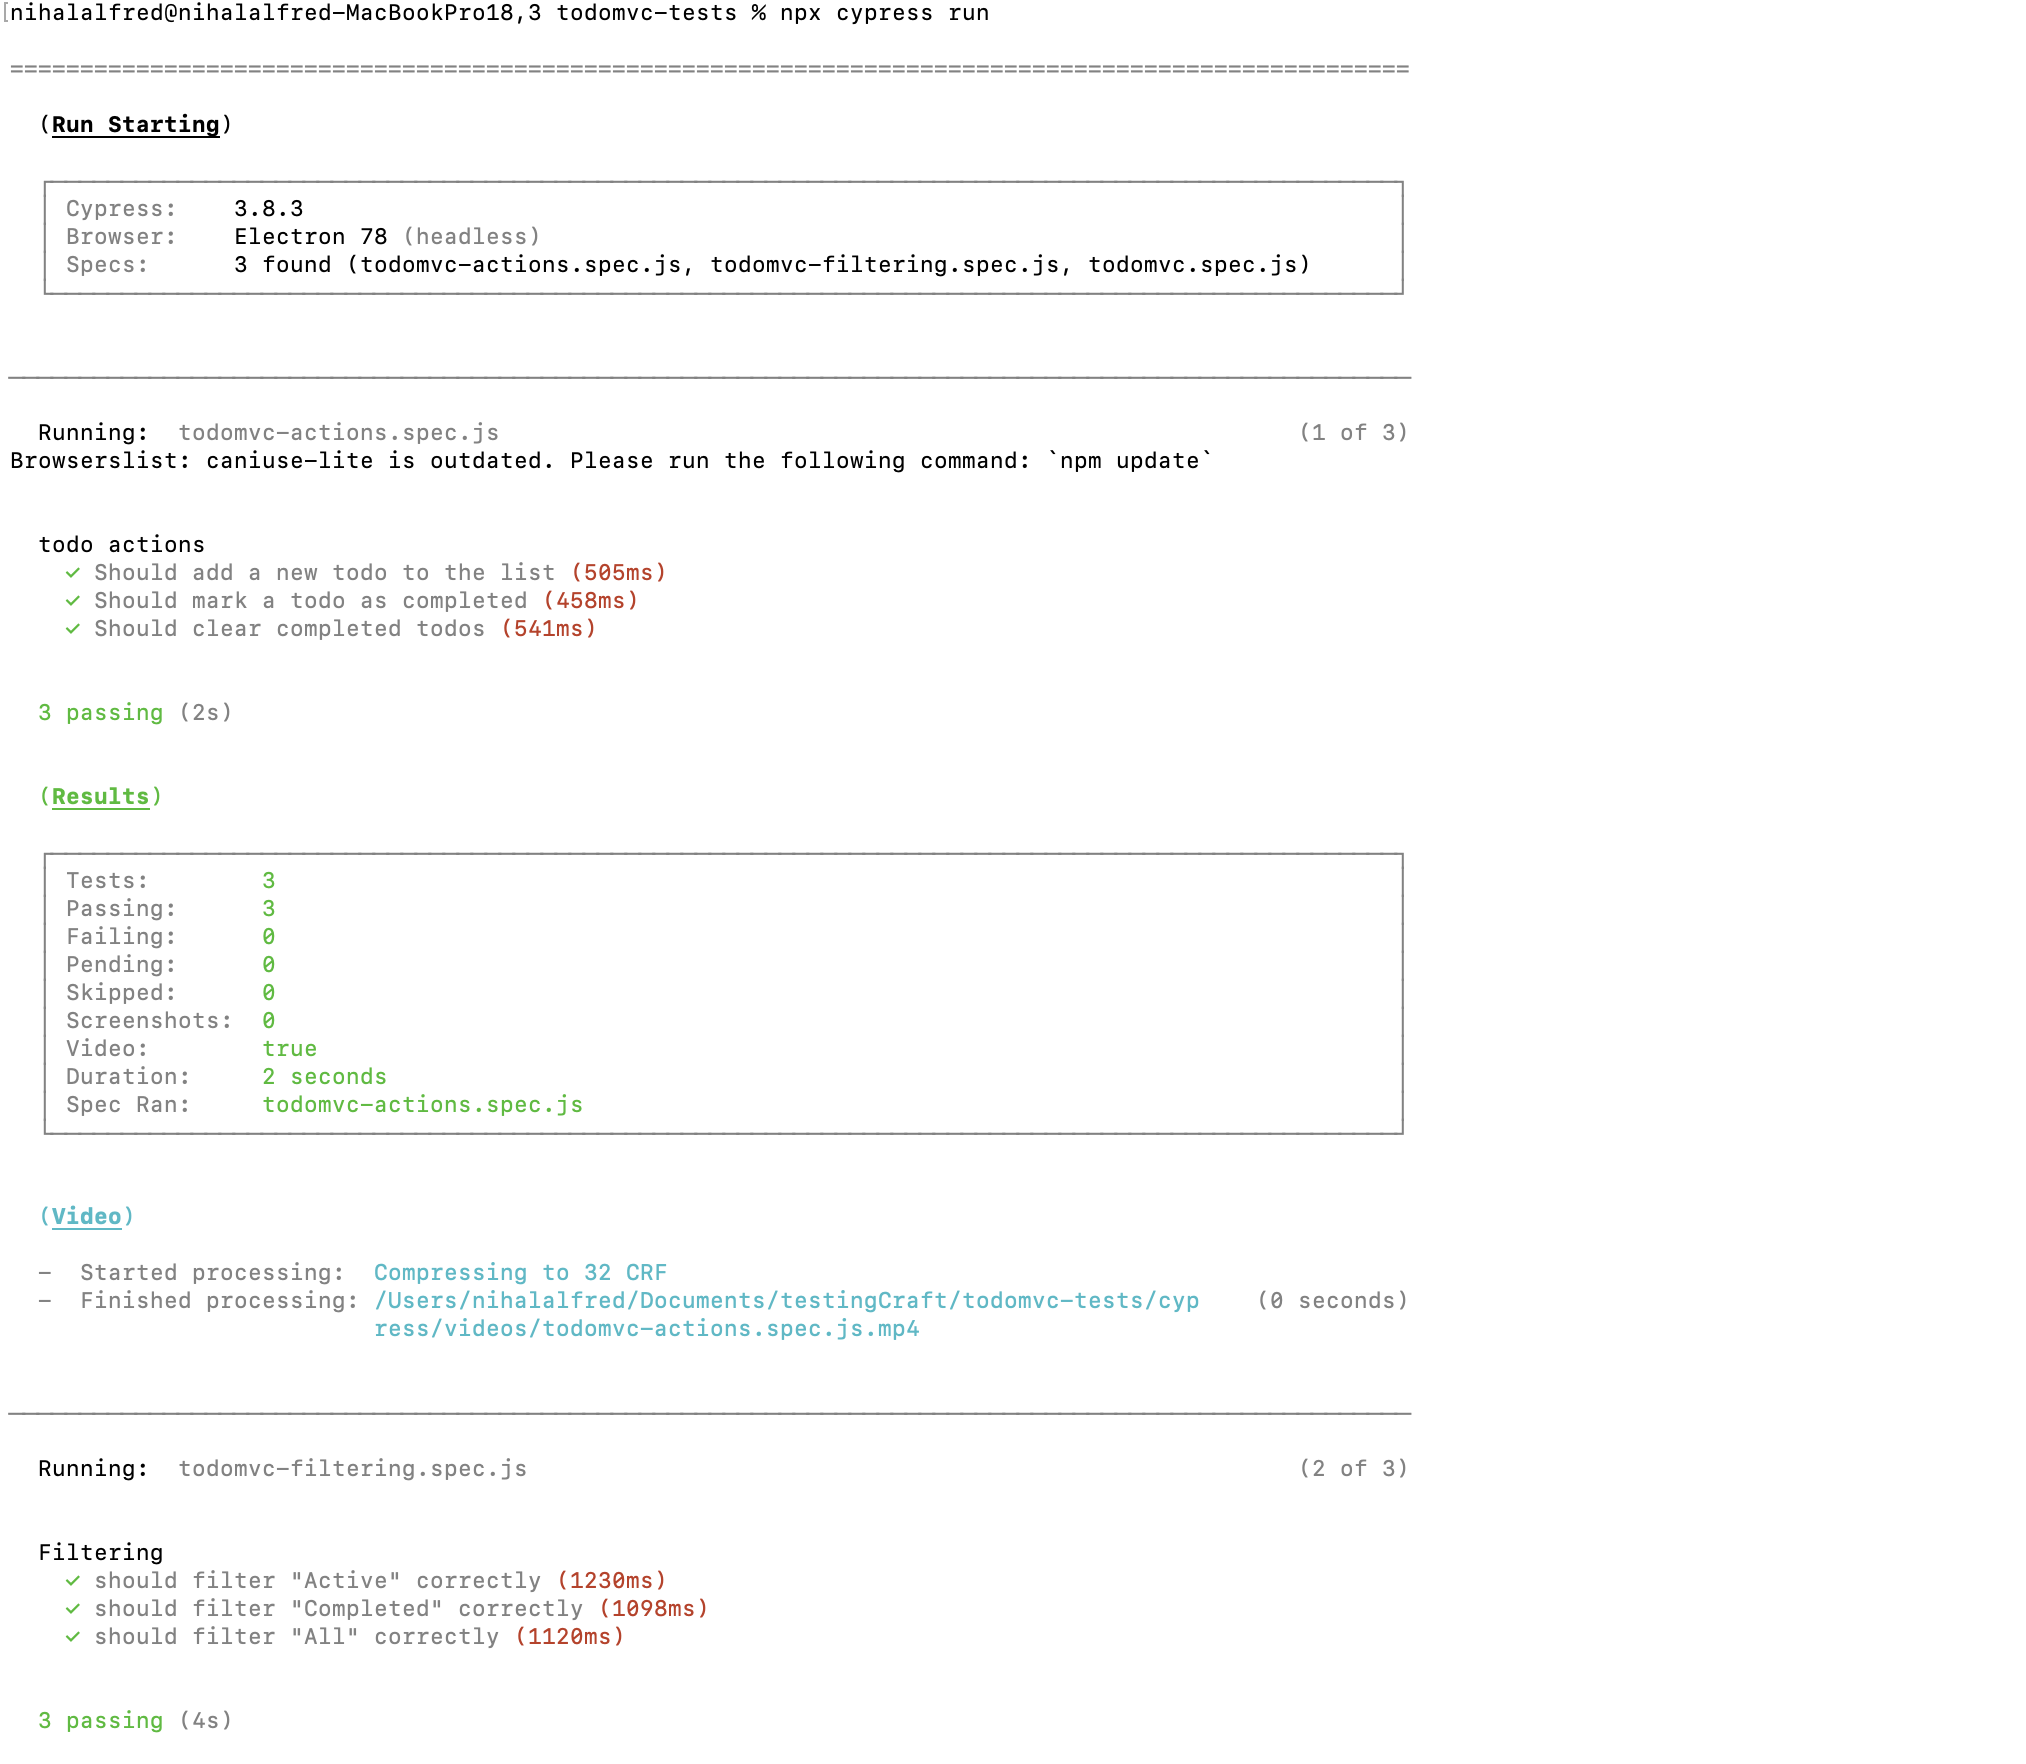 [nihalalfred@nihalalfred-MacBookPro18,3 todomvc-tests % npx cypress run
====================================================================================================
(Run Starting)
Cypress: 3.8.3
Browser: Electron 78 (headless)
Specs: 3 found (todomvc-actions.spec.js, todomvc-filtering.spec.js, todomvc.spec.js)
Running: todomvc-actions.spec.js (1 of 3)
Browserslist: caniuse-lite is outdated. Please run the following command: `npm update`
todo actions
✓ Should add a new todo to the list (505ms)
✓ Should mark a todo as completed (458ms)
✓ Should clear completed todos (541ms)
3 passing (2s)
(Results)
Tests: 3
Passing: 3
Failing: 0
Pending: 0
Skipped: 0
Screenshots: 0
Video: true
Duration: 2 seconds
Spec Ran: todomvc-actions.spec.js
(Video)
- Started processing: Compressing to 32 CRF
- Finished processing: /Users/nihalalfred/Documents/testingCraft/todomvc-tests/cyp (0 seconds)
ress/videos/todomvc-actions.spec.js.mp4
Running: todomvc-filtering.spec.js (2 of 3)
Filtering
✓ should filter "Active" correctly (1230ms)
✓ should filter "Completed" correctly (1098ms)
✓ should filter "All" correctly (1120ms)
3 passing (4s)